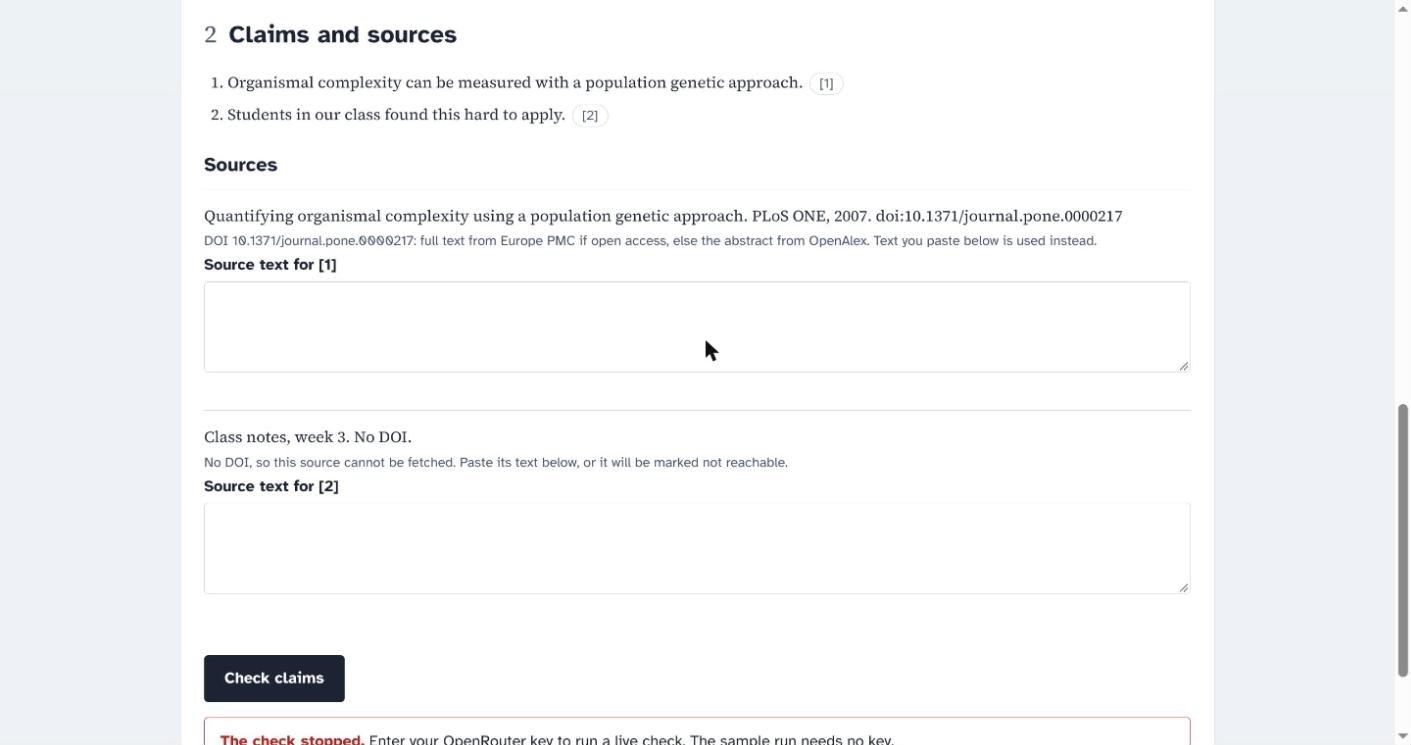 2 Claims and sources
1. Organismal complexity can be measured with a population genetic approach. [1]
2. Students in our class found this hard to apply. [2]
Sources
Quantifying organismal complexity using a population genetic approach. PLoS ONE, 2007. doi:10.1371/journal.pone.0000217
DOI 10.1371/journal.pone.0000217: full text from Europe PMC if open access, else the abstract from OpenAlex. Text you paste below is used instead.
Source text for [1]
Class notes, week 3. No DOI.
No DOI, so this source cannot be fetched. Paste its text below, or it will be marked not reachable.
Source text for [2]
Check claims
The check stopped. Enter your OpenRouter key to run a live check. The sample run needs no key.